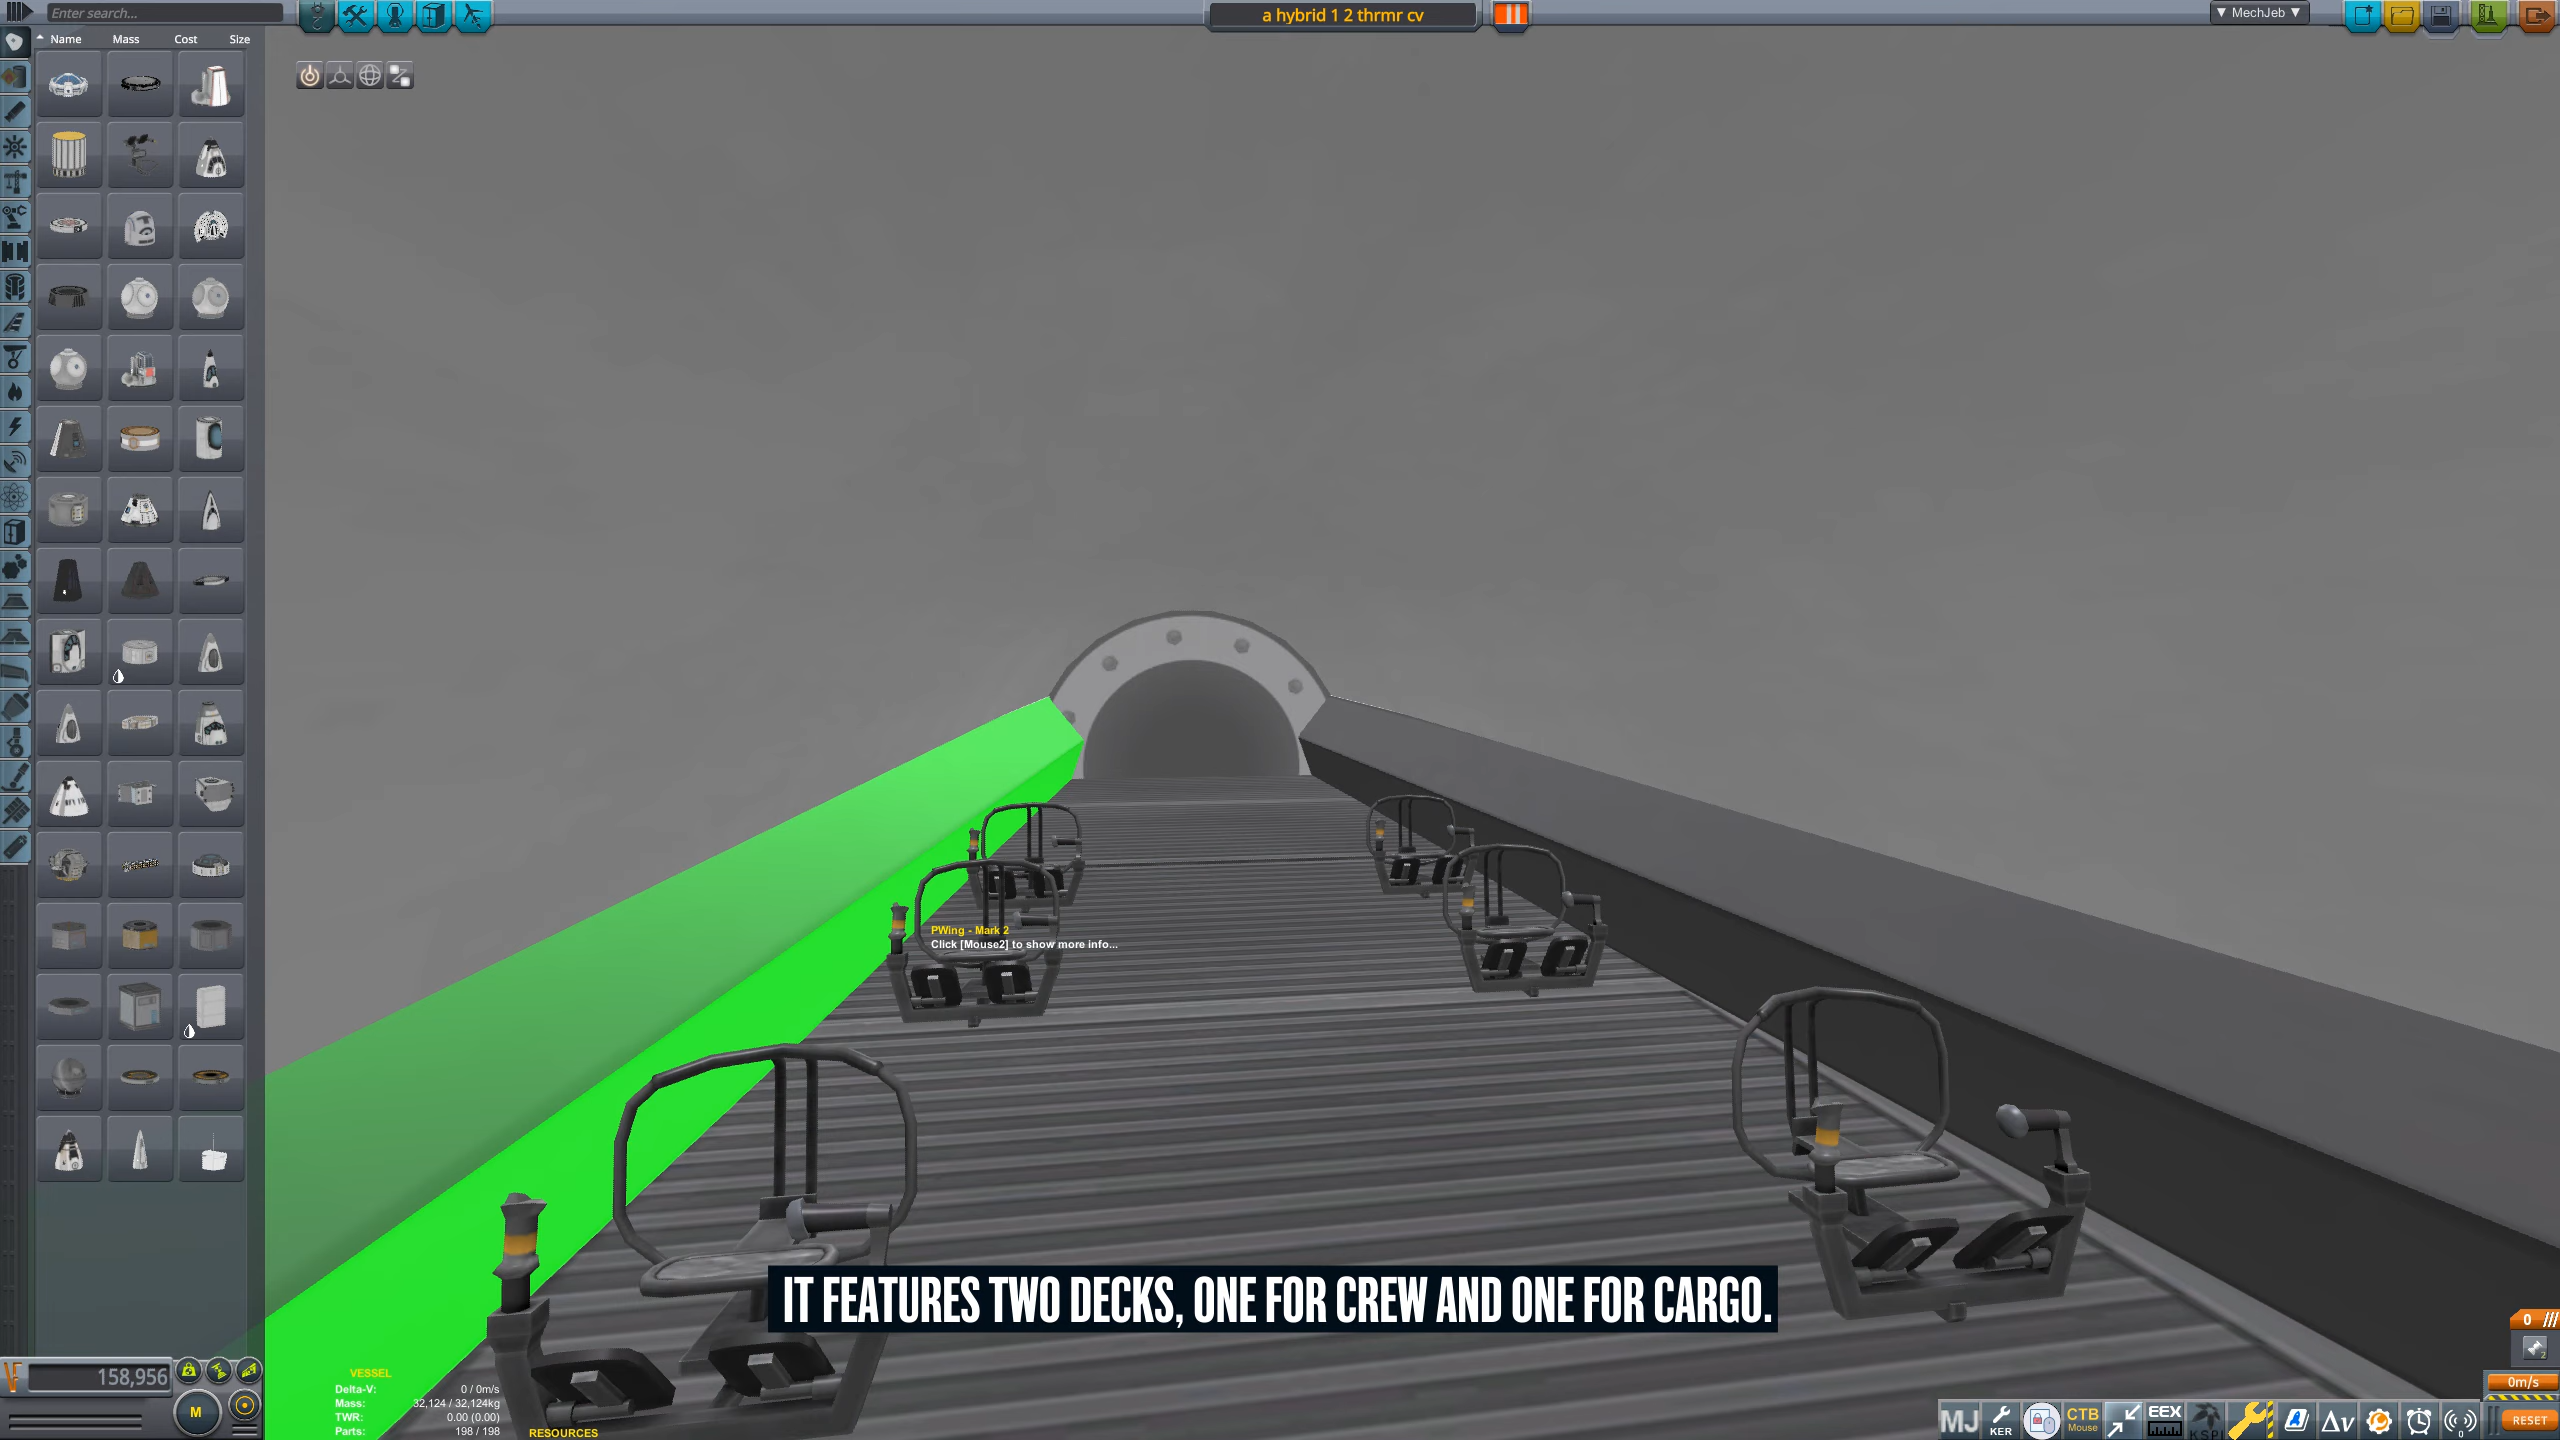 Enter search...
a hybrid 1 2 thrmr cv
▼ MechJeb ▼
Name Mass Cost Size
PWing - Mark 2
Click [Mouse2] to show more info...
IT FEATURES TWO DECKS, ONE FOR CREW AND ONE FOR CARGO.
0
2
158,956
M
VESSEL
Delta-V: 0 / 0m/s
Mass: 32,124 / 32,124kg
TWR: 0.00 (0.00)
Parts: 198 / 198
RESOURCES
0m/s
MJ
KER
CTB
Mouse
EEX
KSPI
Δv
0
RESET